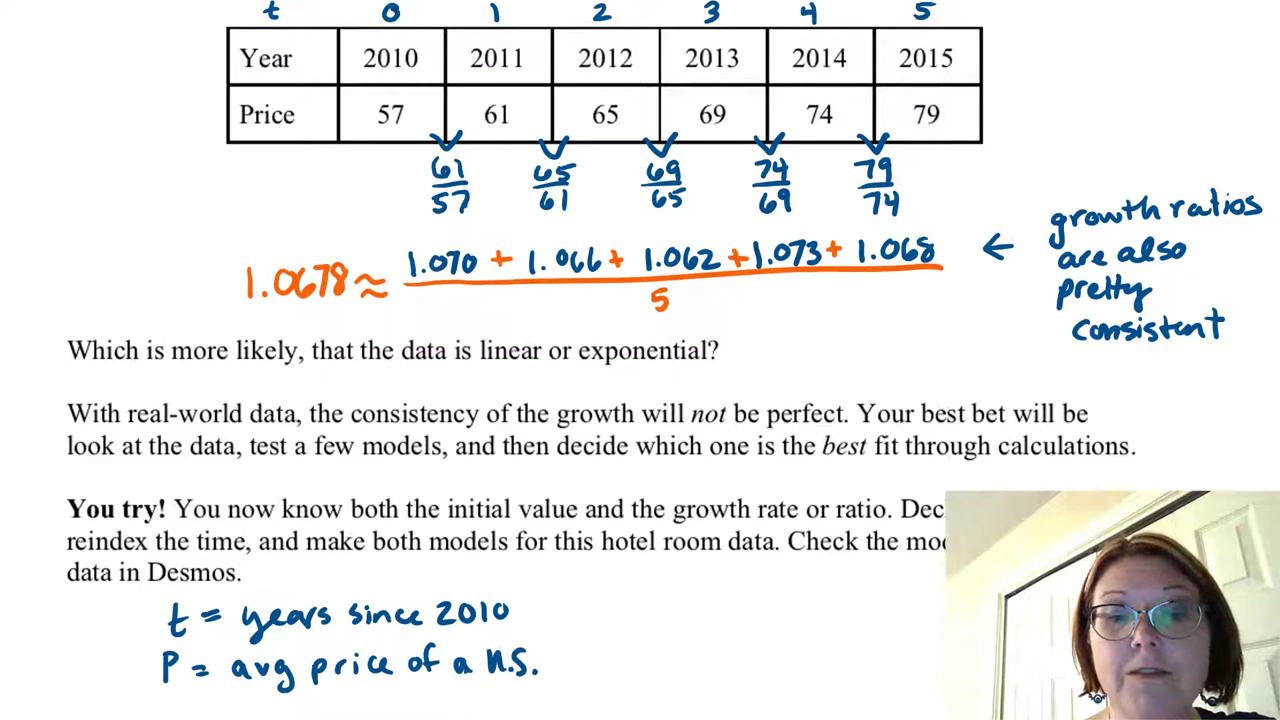 t 0 1 2 3 4 5
Year 2010 2011 2012 2013 2014 2015
Price 57 61 65 69 74 79
61/57 65/61 69/65 74/69 79/74
1.0678 ≈ 1.070 + 1.066 + 1.062 + 1.073 + 1.068 / 5
← growth ratios
are also
pretty
consistent
Which is more likely, that the data is linear or exponential?
With real-world data, the consistency of the growth will not be perfect. Your best bet will be
look at the data, test a few models, and then decide which one is the best fit through calculations.
You try! You now know both the initial value and the growth rate or ratio. Dec
reindex the time, and make both models for this hotel room data. Check the mo
data in Desmos.
t = years since 2010
P = avg price of a h.s.